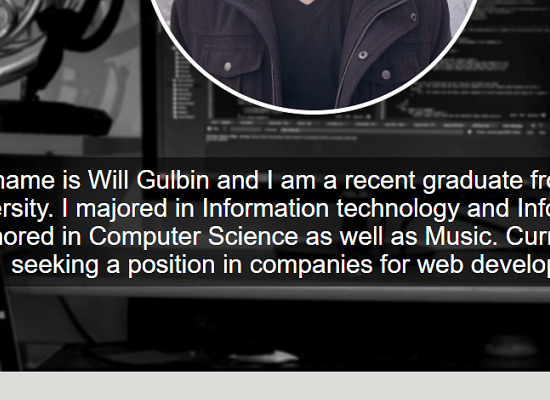 name is Will Gulbin and I am a recent graduate fro
ersity. I majored in Information technology and Info
nored in Computer Science as well as Music. Curr
seeking a position in companies for web develop